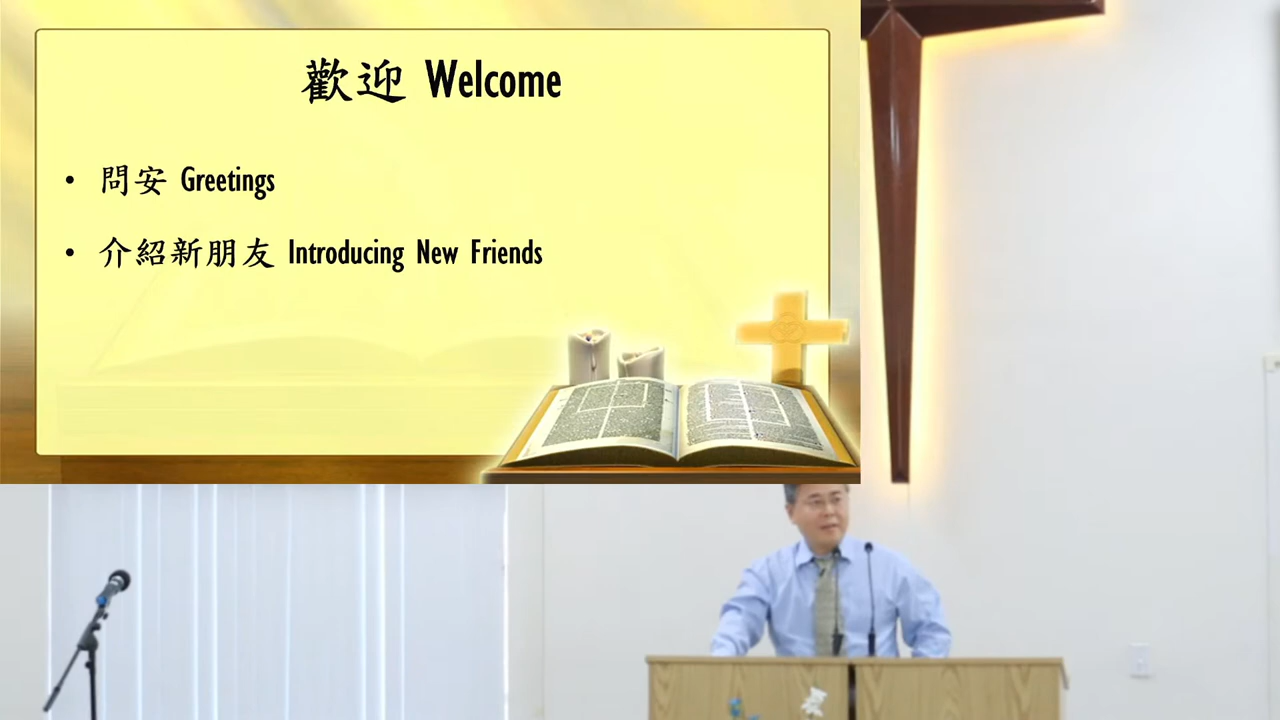 歡迎 Welcome
• 問安 Greetings
• 介紹新朋友 Introducing New Friends